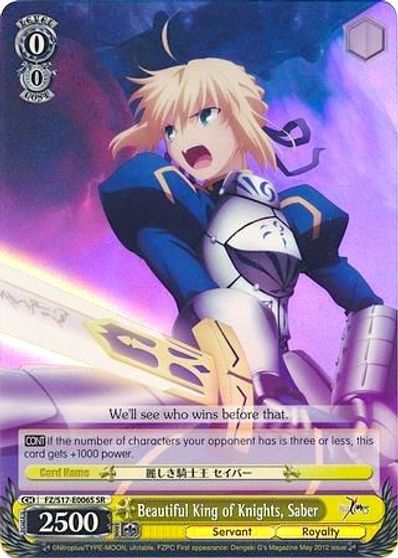 LEVEL
0
0
COST
We'll see who wins before that.
CONT If the number of characters your opponent has is three or less, this card gets +1000 power.
Card Name 麗しき騎士王 セイバー
CH FZ/S17-E006S SR
Beautiful King of Knights, Saber
2500
Servant Royalty
©Nitroplus/TYPE-MOON, ufotable, FZPC First appearance: Dengeki G's Magazine May 2012 issue